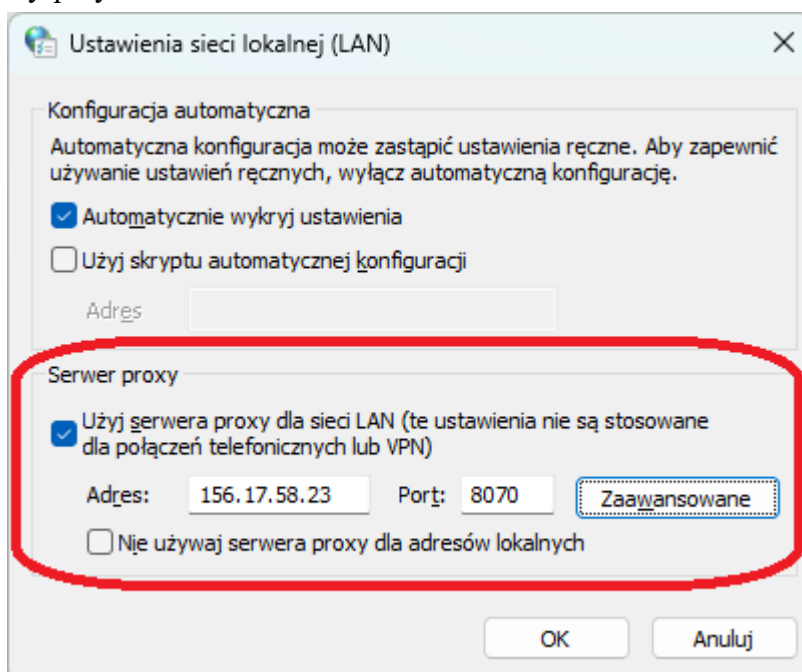 Ustawienia sieci lokalnej (LAN)
Konfiguracja automatyczna
Automatyczna konfiguracja może zastąpić ustawienia ręczne. Aby zapewnić
używanie ustawień ręcznych, wyłącz automatyczną konfigurację.
Automatycznie wykryj ustawienia
Użyj skryptu automatycznej konfiguracji
Adres
Serwer proxy
Użyj serwera proxy dla sieci LAN (te ustawienia nie są stosowane
dla połączeń telefonicznych lub VPN)
Adres: 156.17.58.23 Port: 8070 Zaawansowane
Nie używaj serwera proxy dla adresów lokalnych
OK Anuluj